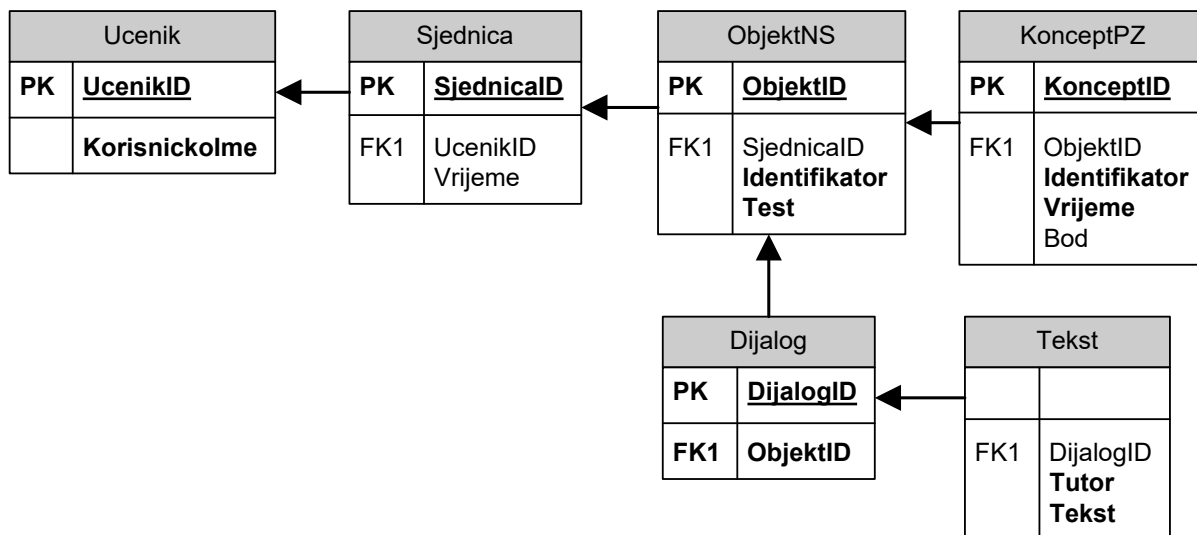 Ucenik
PK UcenikID
KorisnickoIme
Sjednica
PK SjednicaID
FK1 UcenikID
Vrijeme
ObjektNS
PK ObjektID
FK1 SjednicaID
Identifikator
Test
KonceptPZ
PK KonceptID
FK1 ObjektID
Identifikator
Vrijeme
Bod
Dijalog
PK DijalogID
FK1 ObjektID
Tekst
FK1 DijalogID
Tutor
Tekst